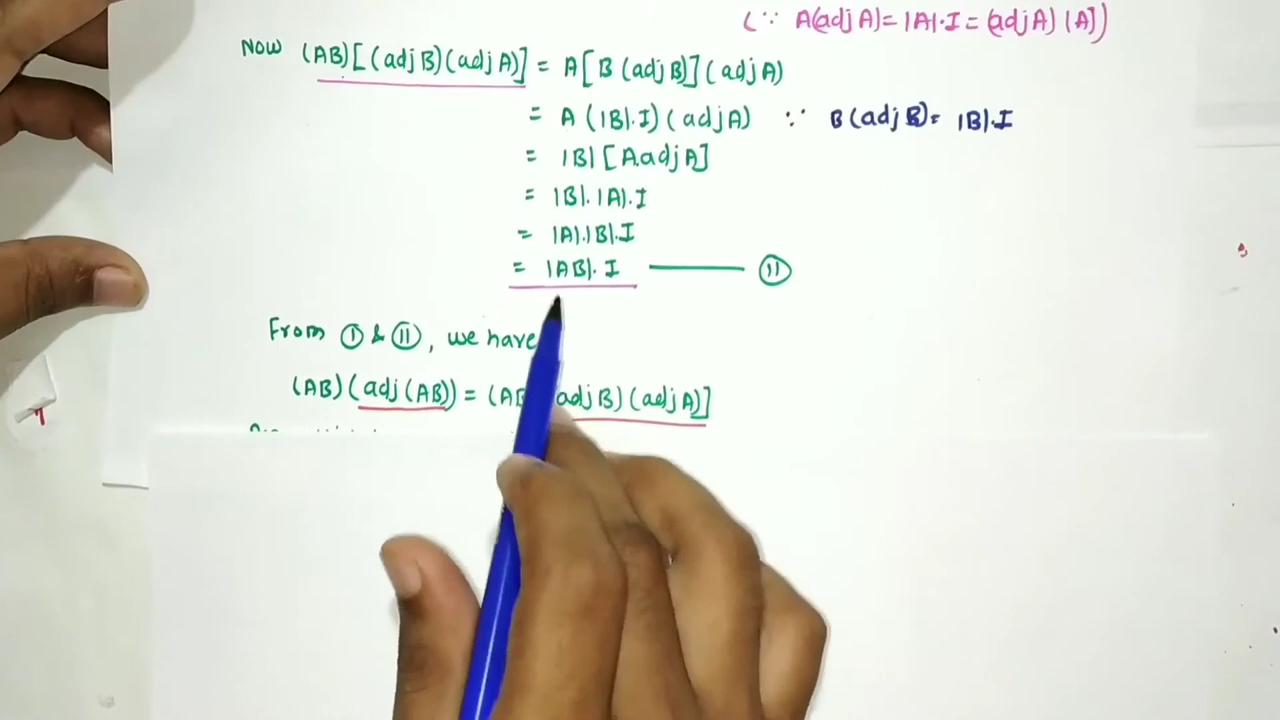 (∵ A(adj A) = |A|·I = (adj A) |A|)
Now (AB)[(adj B)(adj A)] = A[B(adj B)](adj A)
= A(|B|.I)(adj A) ∵ B(adj B) = |B|.I
= |B| [A.adj A]
= |B|.|A|.I
= |A|.|B|.I
= |AB|.I (II)
From (I) & (II), we have
(AB)(adj(AB)) = (AB adj B)(adj A)]